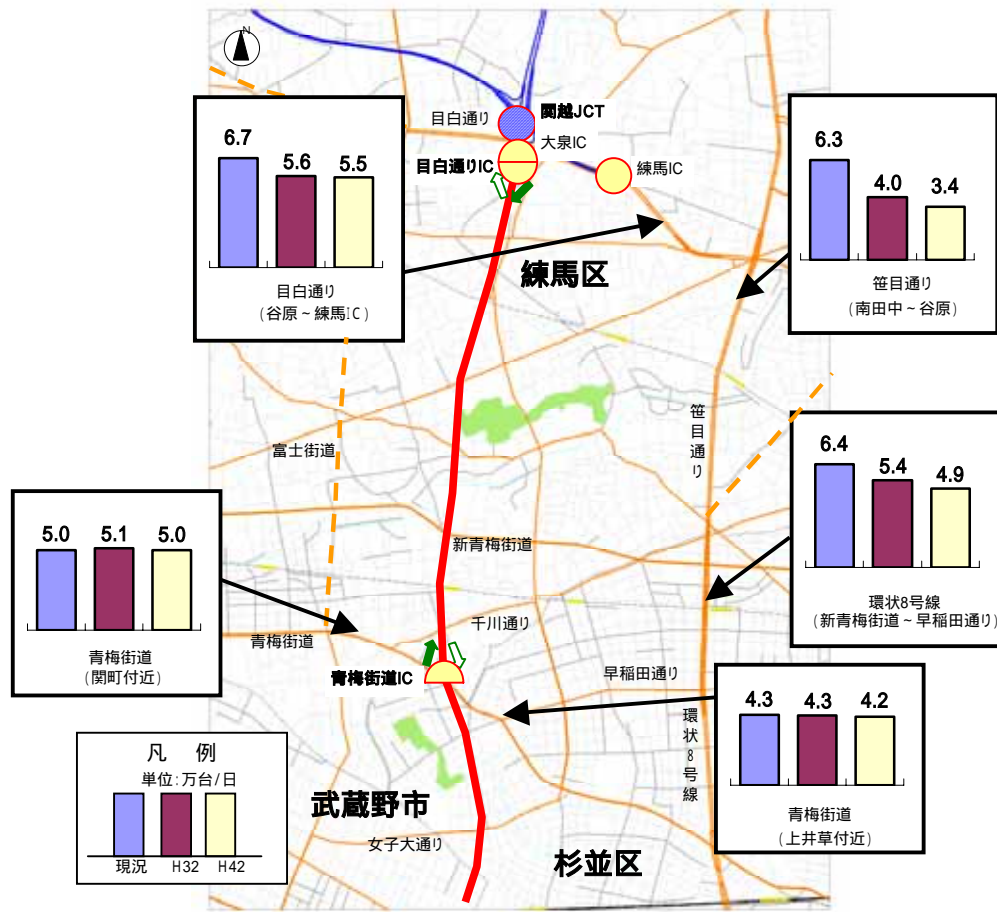 N
目白通り
関越JCT
大泉IC
目白通りIC
練馬IC
6.7
5.6
5.5
目白通り
(谷原～練馬IC)
6.3
4.0
3.4
笹目通り
(南田中～谷原)
練馬区
笹目通り
富士街道
6.4
5.4
4.9
環状8号線
(新青梅街道～早稲田通り)
5.0
5.1
5.0
青梅街道
(関町付近)
新青梅街道
千川通り
青梅街道
早稲田通り
青梅街道IC
環状8号線
4.3
4.3
4.2
青梅街道
(上井草付近)
凡 例
単位:万台/日
現況 H32 H42
武蔵野市
女子大通り
杉並区